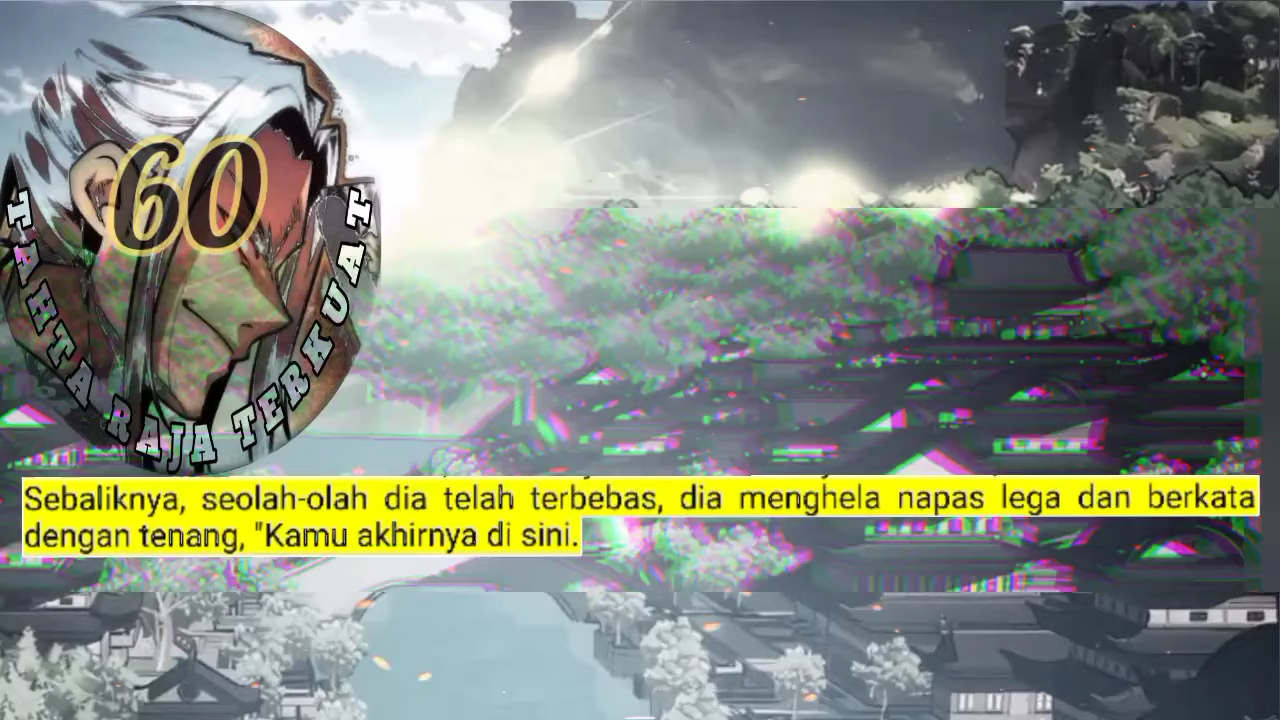 60
TAHTA RAJA TERKUAT
Sebaliknya, seolah-olah dia telah terbebas, dia menghela napas lega dan berkata
dengan tenang, "Kamu akhirnya di sini.